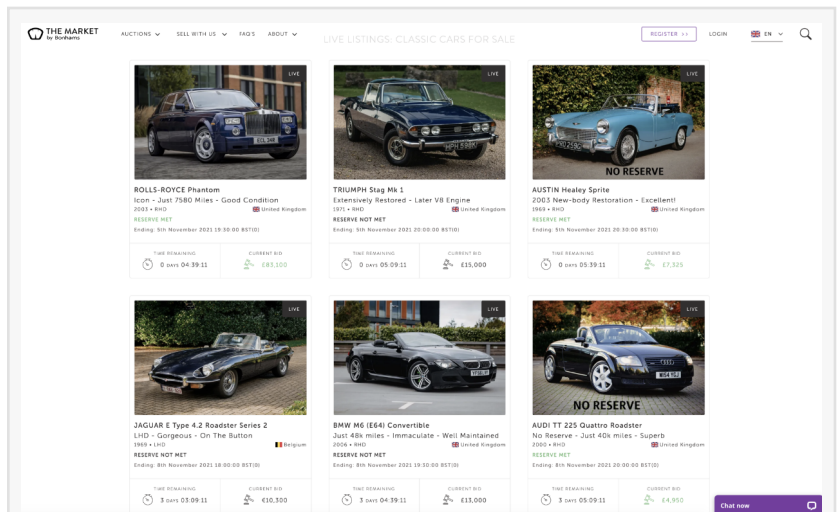 THE MARKET
by Bonhams
AUCTIONS
SELL WITH US
FAQ'S
ABOUT
LIVE LISTINGS: CLASSIC CARS FOR SALE
REGISTER >>
LOGIN
EN
LIVE
ECL 34B
ROLLS-ROYCE Phantom
Icon - Just 7580 Miles - Good Condition
2003 • RHD United Kingdom
RESERVE MET
Ending: 5th November 2021 19:30:00 BST(0)
TIME REMAINING
0 DAYS 04:39:11
CURRENT BID
£83,100
LIVE
HPH 598K
TRIUMPH Stag Mk 1
Extensively Restored - Later V8 Engine
1971 • RHD United Kingdom
RESERVE NOT MET
Ending: 5th November 2021 20:00:00 BST(0)
TIME REMAINING
0 DAYS 05:09:11
CURRENT BID
£15,000
LIVE
NO RESERVE
AUSTIN Healey Sprite
2003 New-body Restoration - Excellent!
1969 • RHD United Kingdom
RESERVE MET
Ending: 5th November 2021 20:30:00 BST(0)
TIME REMAINING
0 DAYS 05:39:11
CURRENT BID
£7,325
LIVE
JAGUAR E Type 4.2 Roadster Series 2
LHD - Gorgeous - On The Button
1969 • LHD Belgium
RESERVE NOT MET
Ending: 8th November 2021 18:00:00 BST(0)
TIME REMAINING
3 DAYS 03:09:11
CURRENT BID
€10,300
LIVE
BMW M6 (E64) Convertible
Just 48k miles - Immaculate - Well Maintained
2006 • RHD United Kingdom
RESERVE NOT MET
Ending: 8th November 2021 19:30:00 BST(0)
TIME REMAINING
3 DAYS 04:39:11
CURRENT BID
£13,000
LIVE
W154 YGJ
NO RESERVE
AUDI TT 225 Quattro Roadster
No Reserve - Just 40k miles - Superb
2000 • RHD United Kingdom
RESERVE MET
Ending: 8th November 2021 20:00:00 BST(0)
TIME REMAINING
3 DAYS 05:09:11
CURRENT BID
£4,950
Chat now